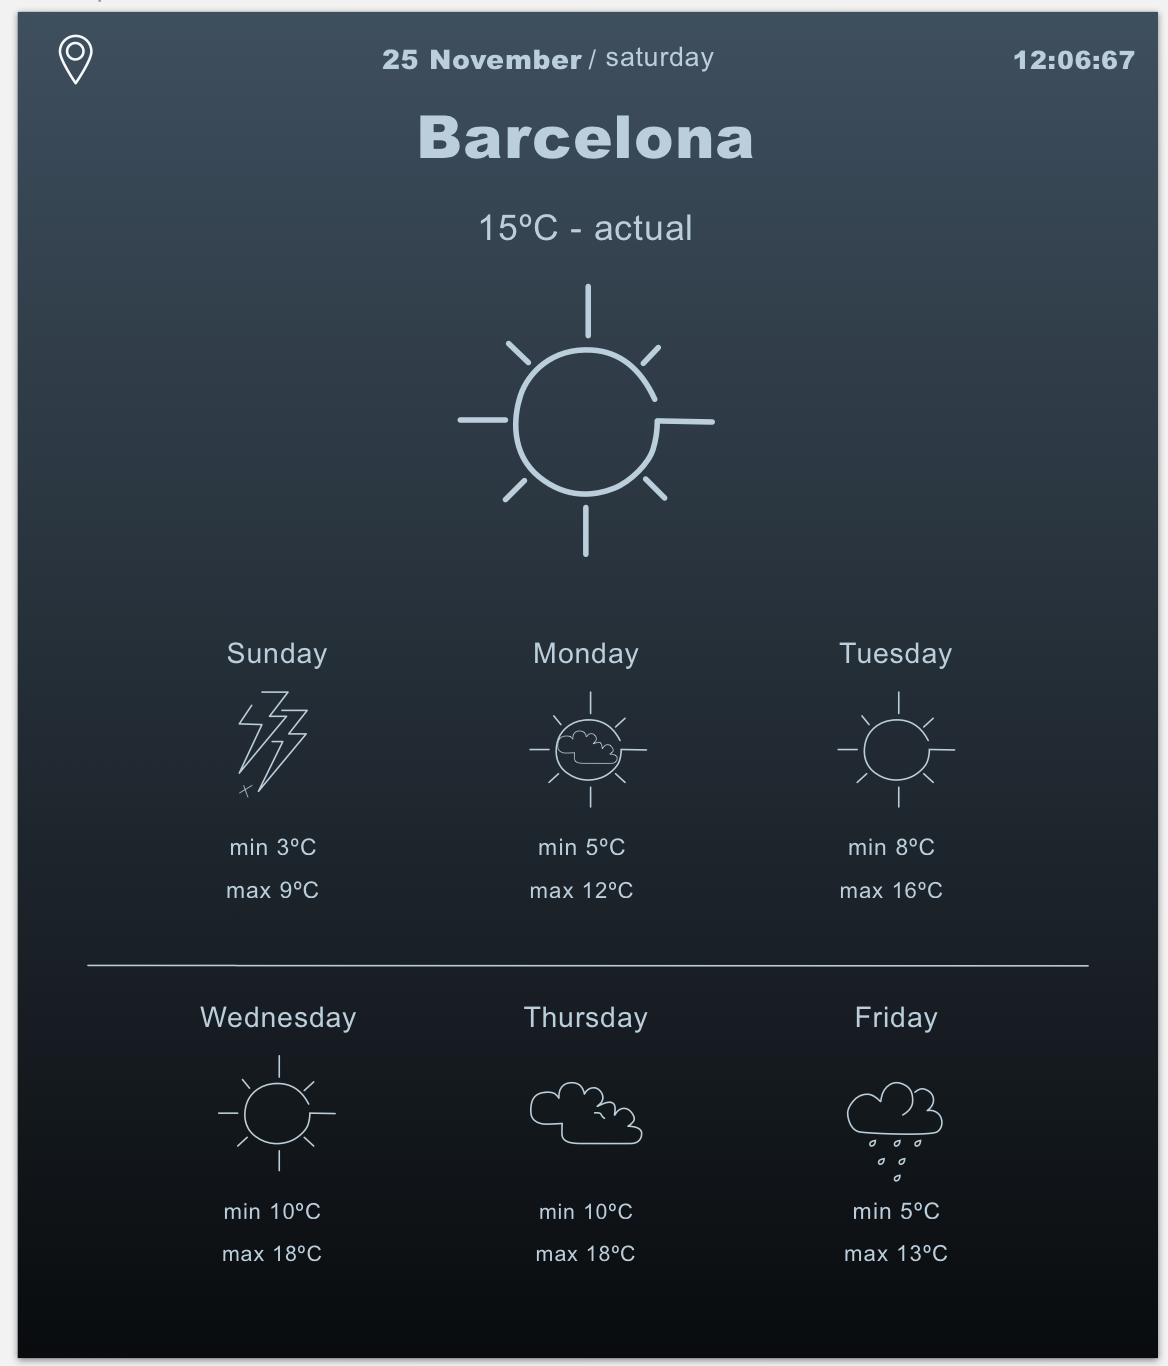 25 November / saturday
12:06:67
Barcelona
15ºC - actual
Sunday Monday Tuesday
min 3ºC min 5ºC min 8ºC
max 9ºC max 12ºC max 16ºC
Wednesday Thursday Friday
min 10ºC min 10ºC min 5ºC
max 18ºC max 18ºC max 13ºC